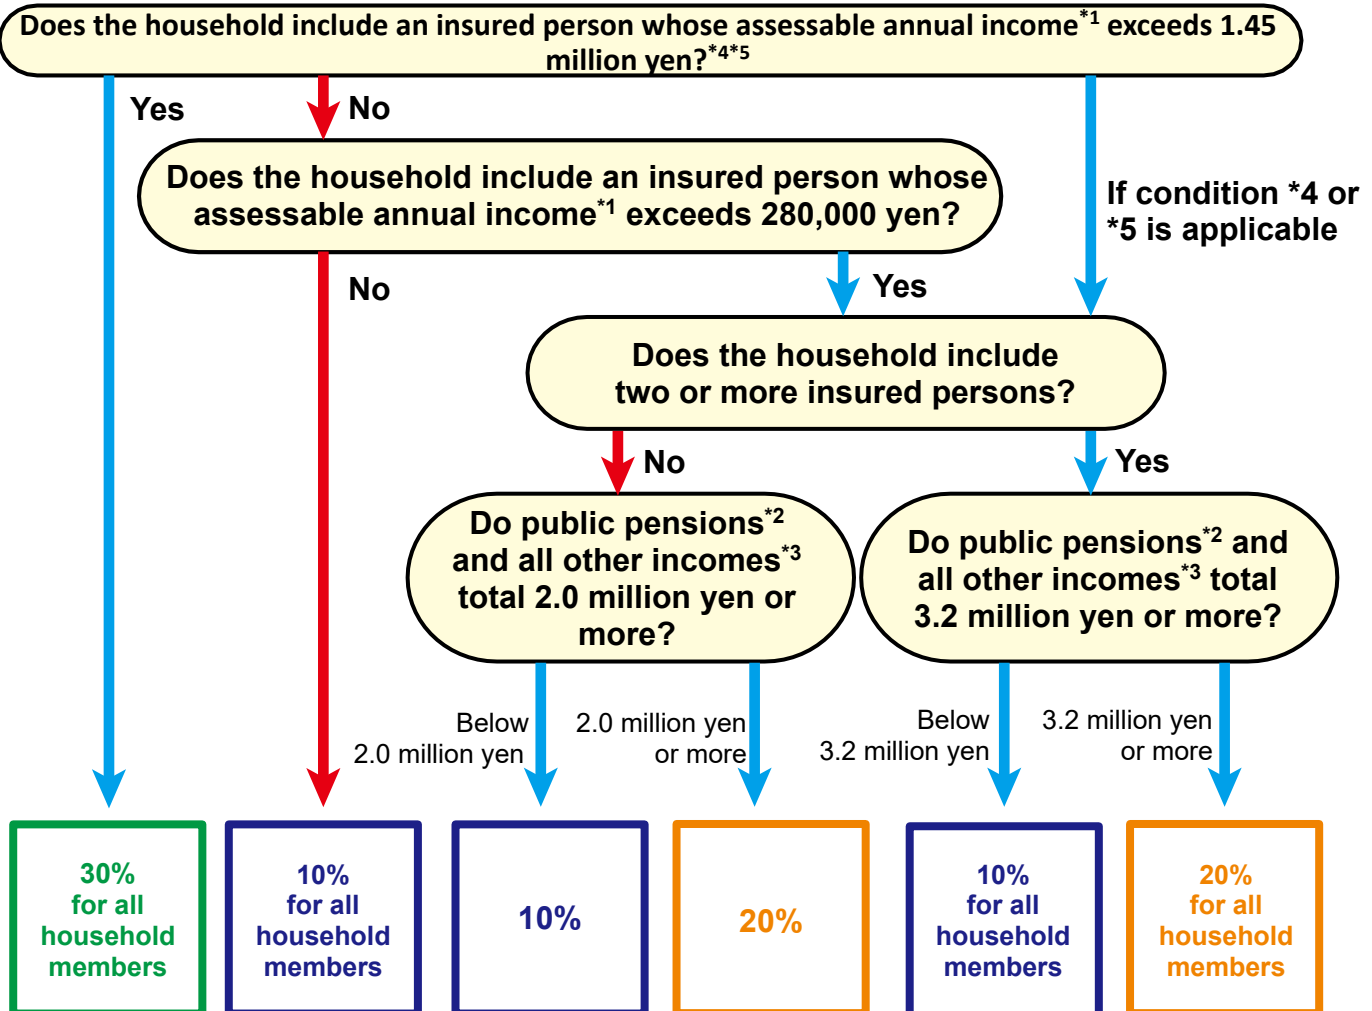 Does the household include an insured person whose assessable annual income*1 exceeds 1.45
million yen?*4*5
Yes
No
Does the household include an insured person whose
assessable annual income*1 exceeds 280,000 yen?
If condition *4 or
*5 is applicable
No
Yes
Does the household include
two or more insured persons?
No
Yes
Do public pensions*2
and all other incomes*3
total 2.0 million yen or
more?
Do public pensions*2 and
all other incomes*3 total
3.2 million yen or more?
Below
2.0 million yen
2.0 million yen
or more
Below
3.2 million yen
3.2 million yen
or more
30%
for all
household
members
10%
for all
household
members
10%
20%
10%
for all
household
members
20%
for all
household
members